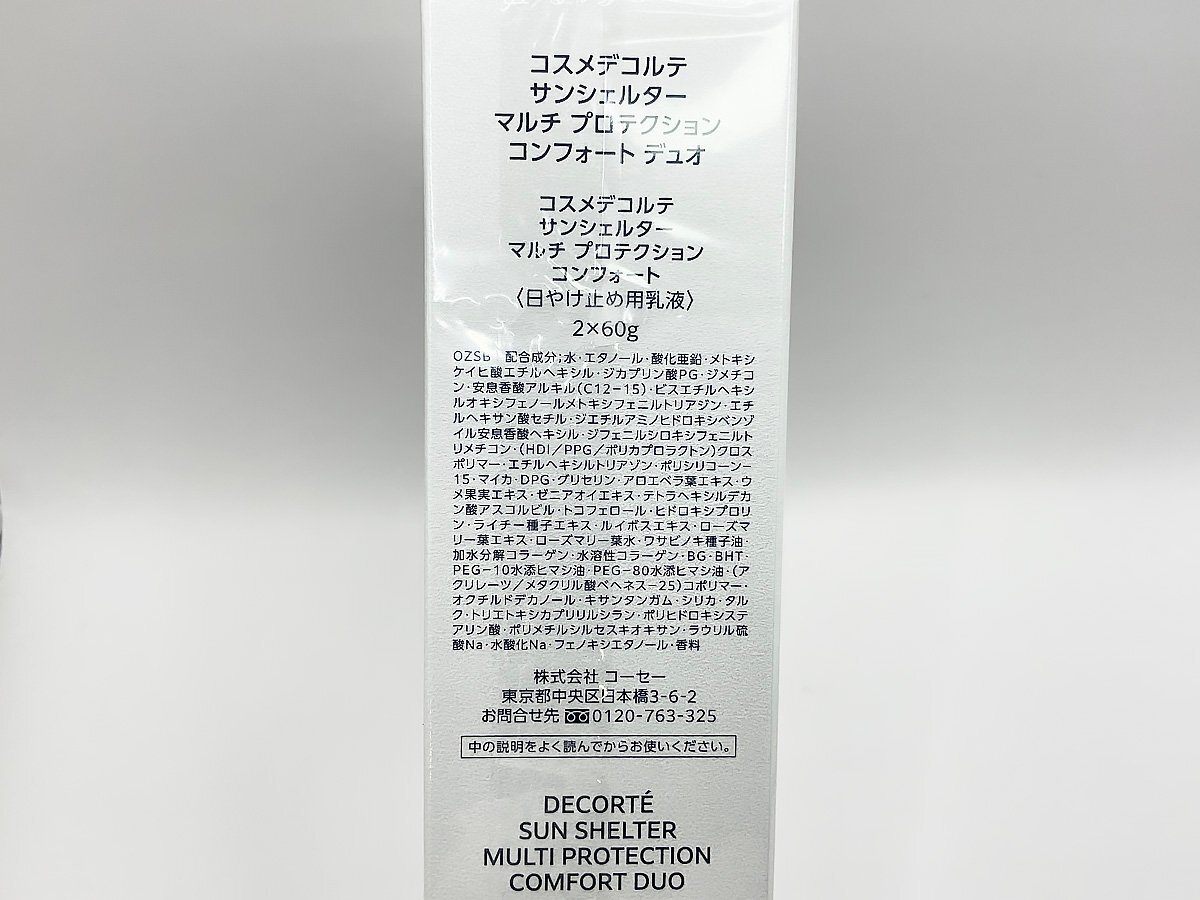 コスメデコルテ
サンシェルター
マルチ プロテクション
コンフォート デュオ
コスメデコルテ
サンシェルター
マルチ プロテクション
コンフォート
〈日やけ止め用乳液〉
2×60g
OZSB 配合成分;水・エタノール・酸化亜鉛・メトキシ
ケイヒ酸エチルヘキシル・ジカプリン酸PG・ジメチコ
ン・安息香酸アルキル(C12-15)・ビスエチルヘキシ
ルオキシフェノールメトキシフェニルトリアジン・エチ
ルヘキサン酸セチル・ジエチルアミノヒドロキシベンゾ
イル安息香酸ヘキシル・ジフェニルシロキシフェニルト
リメチコン・(HDI/PPG/ポリカプロラクトン)クロス
ポリマー・エチルヘキシルトリアゾン・ポリシリコーン-
15・マイカ・DPG・グリセリン・アロエベラ葉エキス・ウ
メ果実エキス・ゼニアオイエキス・テトラヘキシルデカ
ン酸アスコルビル・トコフェロール・ヒドロキシプロリ
ン・ライチー種子エキス・ルイボスエキス・ローズマ
リー葉エキス・ローズマリー葉水・ワサビノキ種子油・
加水分解コラーゲン・水溶性コラーゲン・BG・BHT・
PEG-10水添ヒマシ油・PEG-80水添ヒマシ油・(ア
クリレーツ/メタクリル酸ベヘネス-25)コポリマー・
オクチルドデカノール・キサンタンガム・シリカ・タル
ク・トリエトキシカプリリルシラン・ポリヒドロキシステ
アリン酸・ポリメチルシルセスキオキサン・ラウリル硫
酸Na・水酸化Na・フェノキシエタノール・香料
株式会社 コーセー
東京都中央区日本橋3-6-2
お問合せ先 0120-763-325
中の説明をよく読んでからお使いください。
DECORTÉ
SUN SHELTER
MULTI PROTECTION
COMFORT DUO